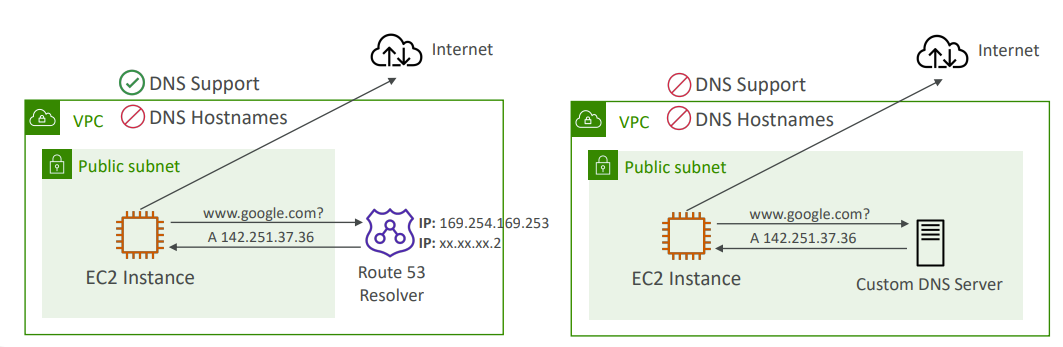 Internet
DNS Support
DNS Hostnames
VPC
Public subnet
www.google.com?
A 142.251.37.36
IP: 169.254.169.253
IP: xx.xx.xx.2
EC2 Instance
Route 53
Resolver
Internet
DNS Support
DNS Hostnames
VPC
Public subnet
www.google.com?
A 142.251.37.36
EC2 Instance
Custom DNS Server